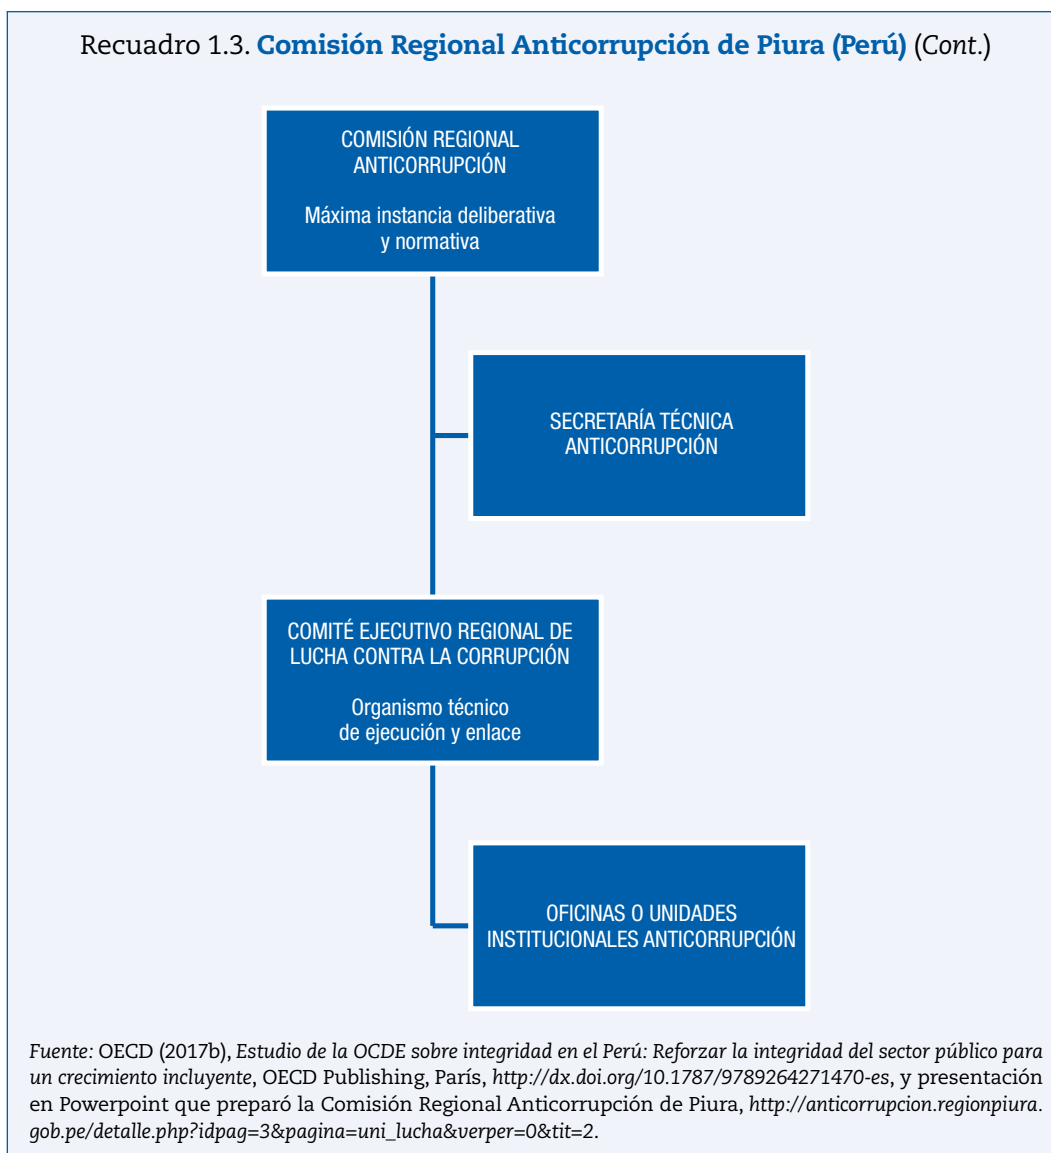 Recuadro 1.3. Comisión Regional Anticorrupción de Piura (Perú) (Cont.)
COMISIÓN REGIONAL
ANTICORRUPCIÓN
Máxima instancia deliberativa
y normativa
SECRETARÍA TÉCNICA
ANTICORRUPCIÓN
COMITÉ EJECUTIVO REGIONAL DE
LUCHA CONTRA LA CORRUPCIÓN
Organismo técnico
de ejecución y enlace
OFICINAS O UNIDADES
INSTITUCIONALES ANTICORRUPCIÓN
Fuente: OECD (2017b), Estudio de la OCDE sobre integridad en el Perú: Reforzar la integridad del sector público para
un crecimiento incluyente, OECD Publishing, París, http://dx.doi.org/10.1787/9789264271470-es, y presentación
en Powerpoint que preparó la Comisión Regional Anticorrupción de Piura, http://anticorrupcion.regionpiura.
gob.pe/detalle.php?idpag=3&pagina=uni_lucha&verper=0&tit=2.